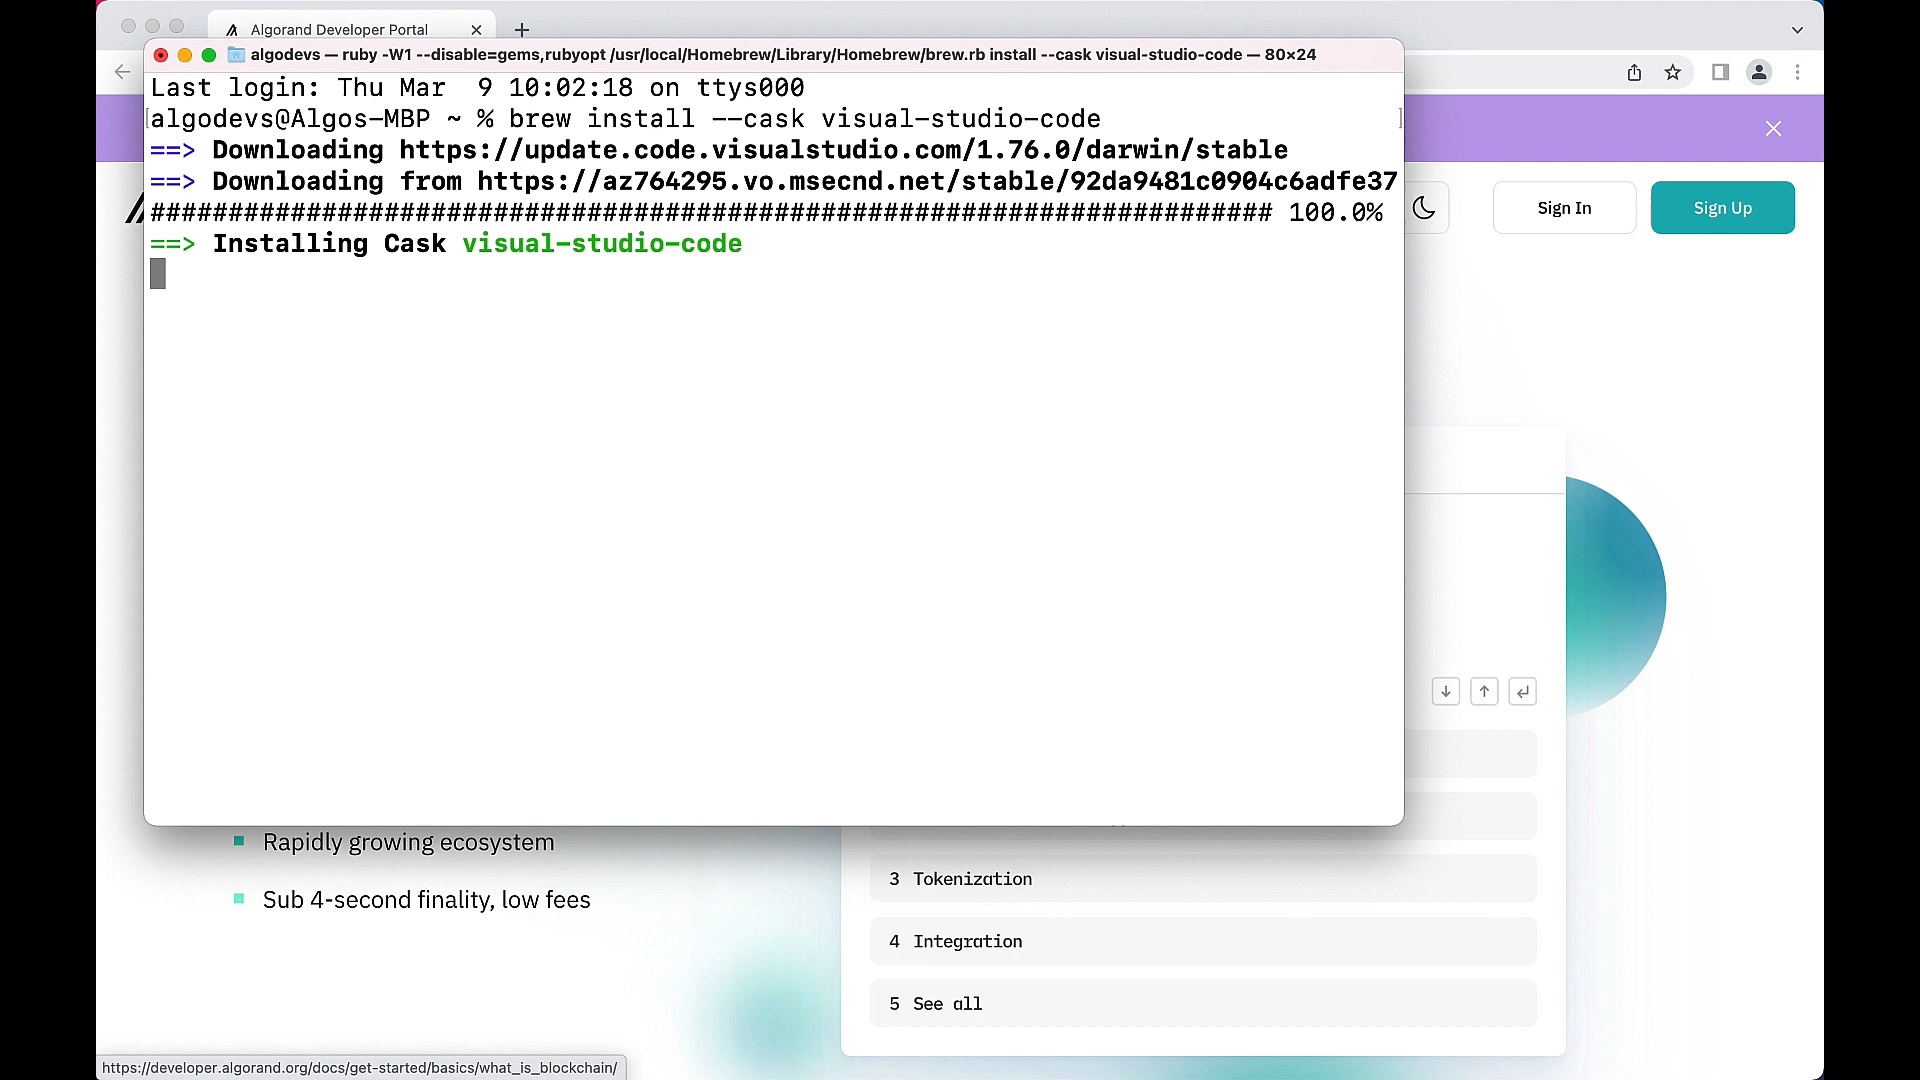 Algorand Developer Portal
algodevs — ruby -W1 --disable=gems,rubyopt /usr/local/Homebrew/Library/Homebrew/brew.rb install --cask visual-studio-code — 80×24
Last login: Thu Mar  9 10:02:18 on ttys000
algodevs@Algos-MBP ~ % brew install --cask visual-studio-code
==> Downloading https://update.code.visualstudio.com/1.76.0/darwin/stable
==> Downloading from https://az764295.vo.msecnd.net/stable/92da9481c0904c6adfe37
######################################################################## 100.0%
==> Installing Cask visual-studio-code
Sign In
Sign Up
Rapidly growing ecosystem
Sub 4-second finality, low fees
3 Tokenization
4 Integration
5 See all
https://developer.algorand.org/docs/get-started/basics/what_is_blockchain/